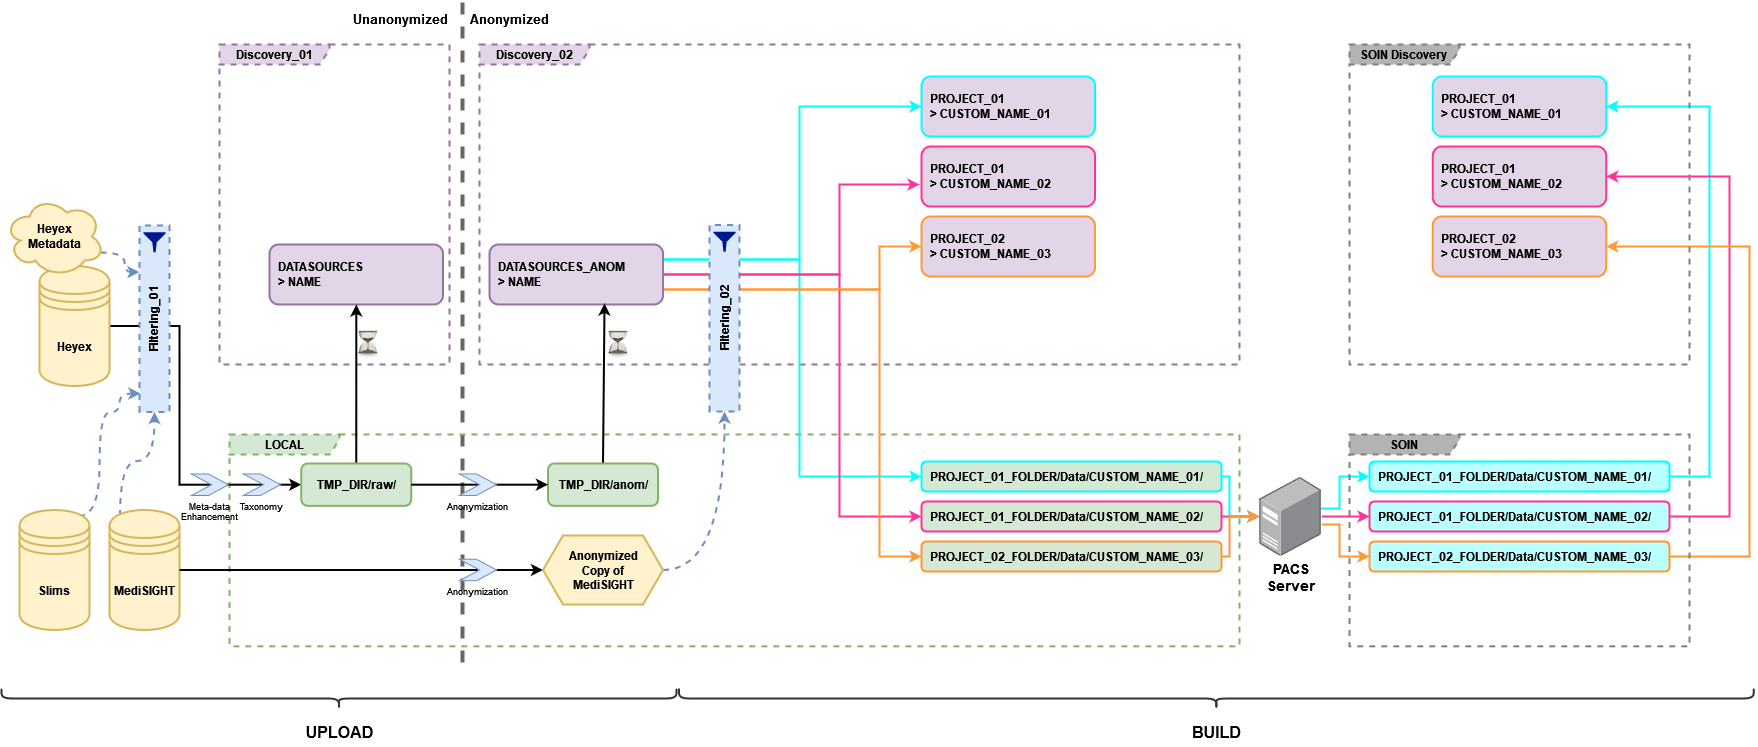 Unanonymized
Anonymized
Discovery_01
Discovery_02
SOIN Discovery
PROJECT_01
> CUSTOM_NAME_01
PROJECT_01
> CUSTOM_NAME_01
PROJECT_01
> CUSTOM_NAME_02
PROJECT_01
> CUSTOM_NAME_02
Heyex
Metadata
PROJECT_02
> CUSTOM_NAME_03
PROJECT_02
> CUSTOM_NAME_03
DATASOURCES
> NAME
DATASOURCES_ANOM
> NAME
Filtering_01
Filtering_02
Heyex
LOCAL
SOIN
TMP_DIR/raw/
TMP_DIR/anom/
PROJECT_01_FOLDER/Data/CUSTOM_NAME_01/
PROJECT_01_FOLDER/Data/CUSTOM_NAME_01/
Meta-data
Enhancement
Taxonomy
Anonymization
PROJECT_01_FOLDER/Data/CUSTOM_NAME_02/
PROJECT_01_FOLDER/Data/CUSTOM_NAME_02/
PROJECT_02_FOLDER/Data/CUSTOM_NAME_03/
PROJECT_02_FOLDER/Data/CUSTOM_NAME_03/
PACS
Server
Slims
MediSIGHT
Anonymization
Anonymized
Copy of
MediSIGHT
UPLOAD
BUILD